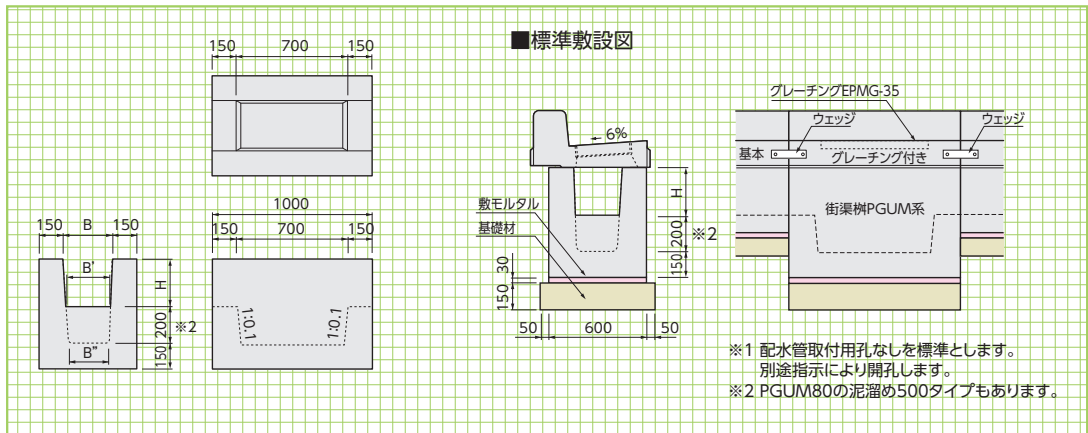 150 700 150
1000
150 700 150
150 B 150
B'
H
200
※2
150
B"
1:0.1 1:0.1
■標準敷設図
6%
H
200
※2
150
敷モルタル
基礎材
30
150
50 600 50
グレーチングEPMG-35
ウェッジ ウェッジ
基本
グレーチング付き
街渠桝PGUM系
※1 配水管取付用孔なしを標準とします。
別途指示により開孔します。
※2 PGUM80の泥溜め500タイプもあります。